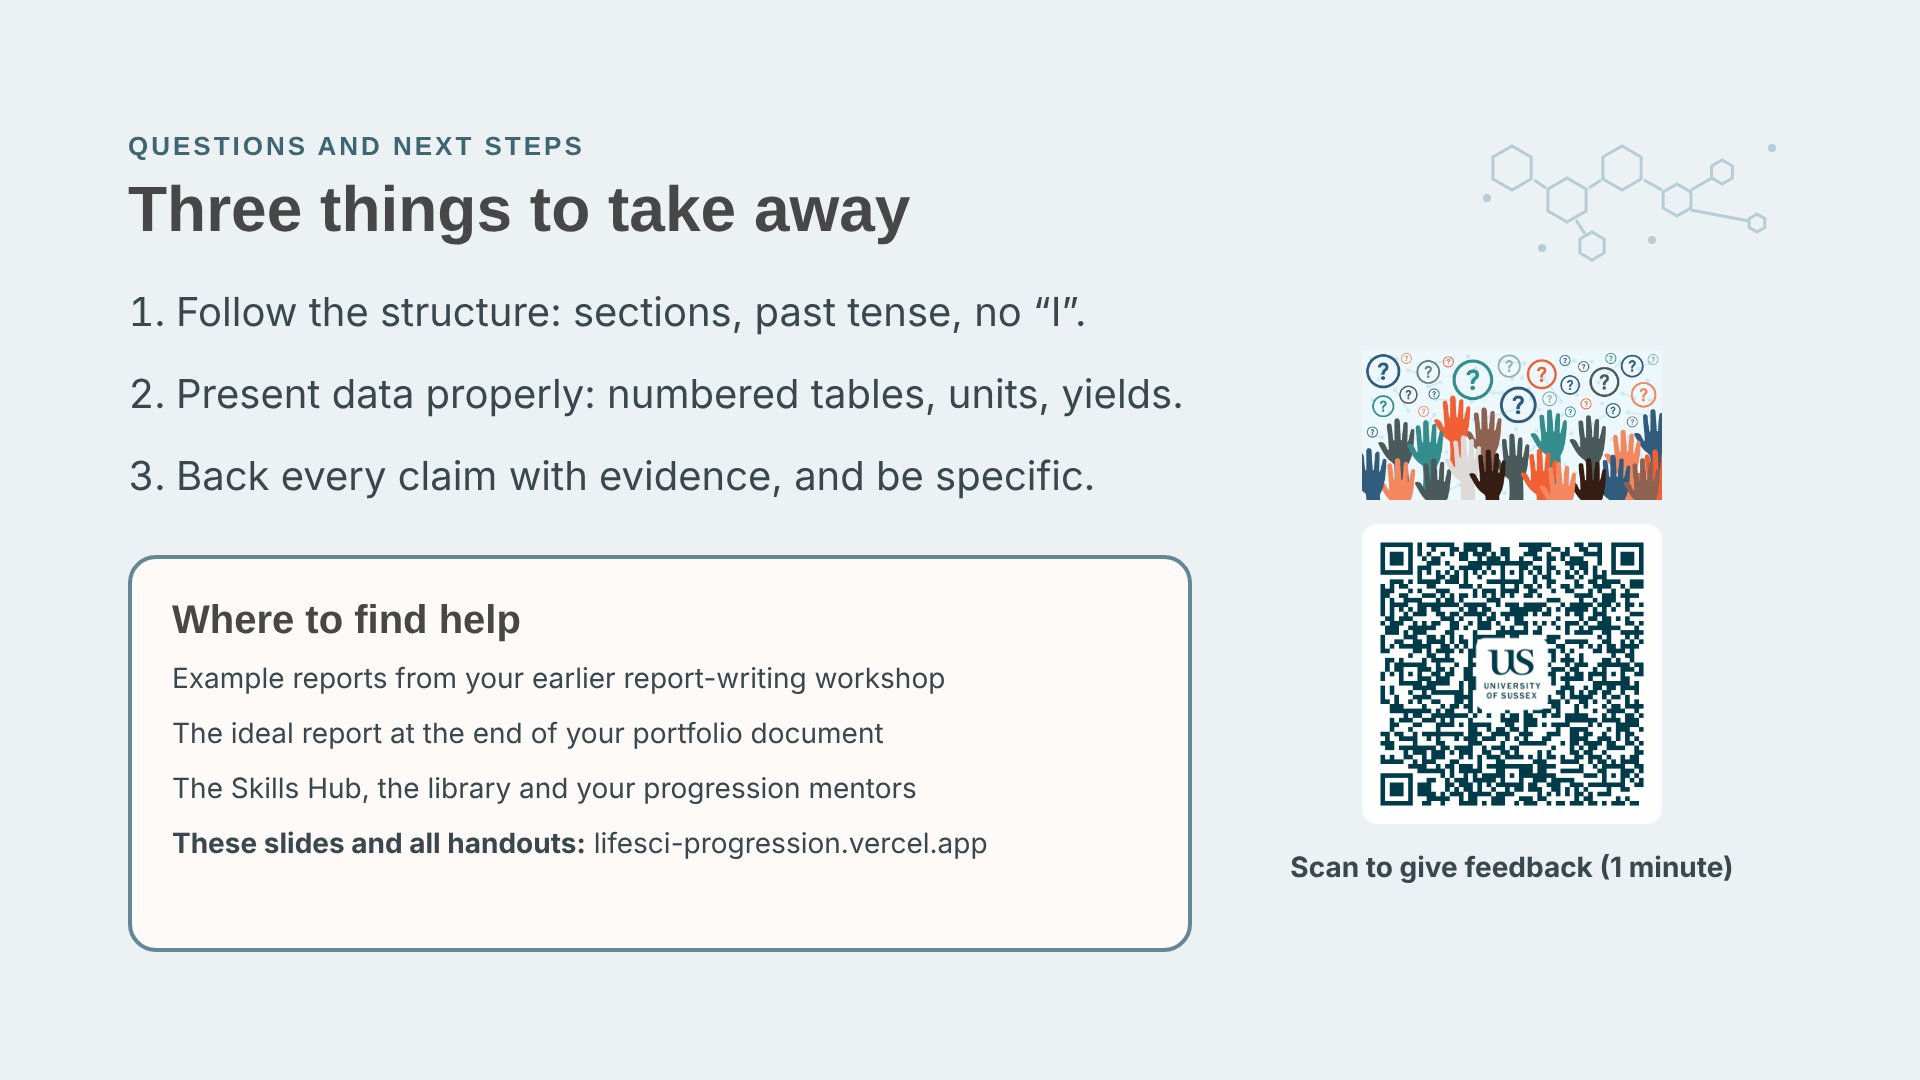 QUESTIONS AND NEXT STEPS
Three things to take away
1. Follow the structure: sections, past tense, no “I”.
2. Present data properly: numbered tables, units, yields.
3. Back every claim with evidence, and be specific.
Where to find help
Example reports from your earlier report-writing workshop
The ideal report at the end of your portfolio document
The Skills Hub, the library and your progression mentors
These slides and all handouts: lifesci-progression.vercel.app
US
UNIVERSITY
OF SUSSEX
Scan to give feedback (1 minute)